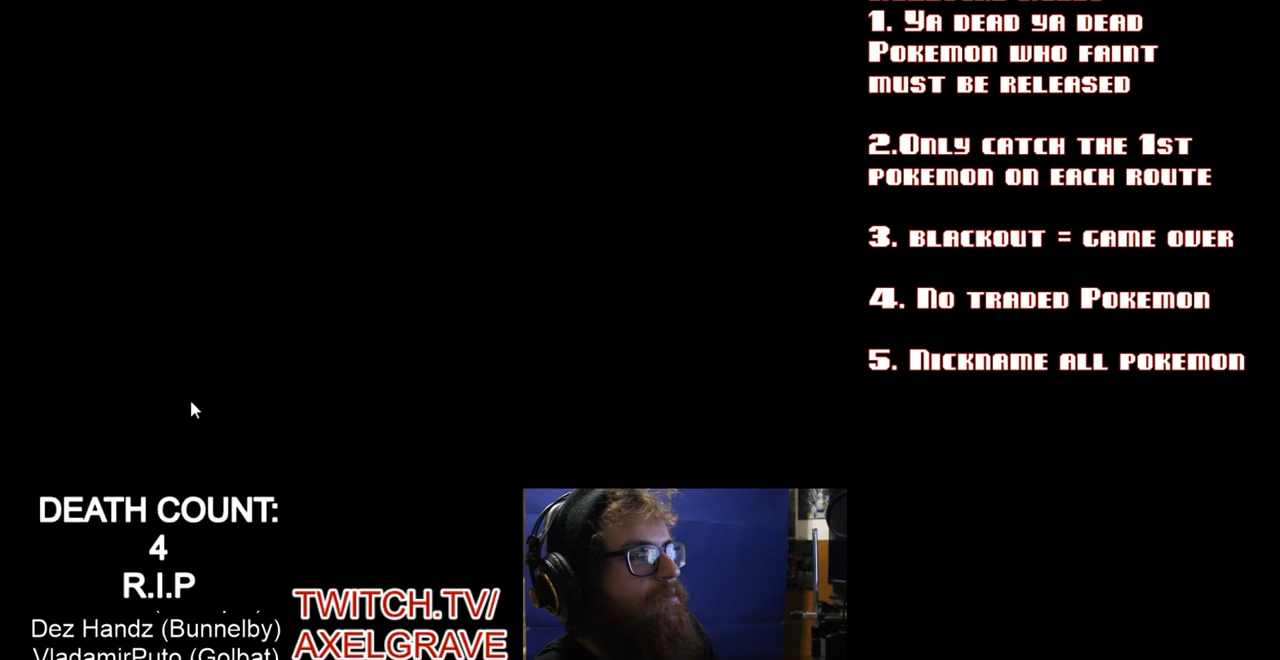 1. Ya dead ya dead
Pokemon who faint
must be released
2.Only catch the 1st
pokemon on each route
3. blackout = game over
4. No traded Pokemon
5. Nickname all pokemon
DEATH COUNT:
4
R.I.P
Dez Handz (Bunnelby)
VladamirPuto (Golbat)
TWITCH.TV/
AXELGRAVE